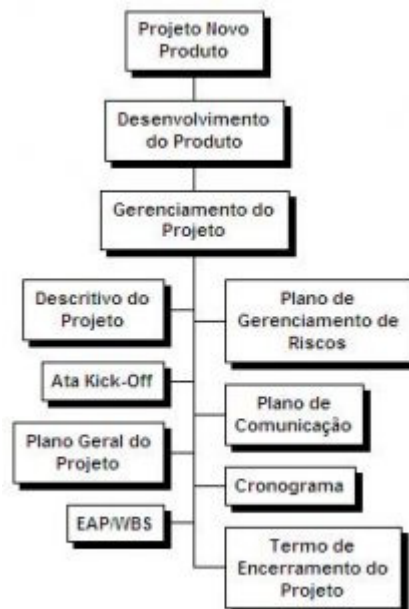 Projeto Novo
Produto
Desenvolvimento
do Produto
Gerenciamento do
Projeto
Descritivo do
Projeto
Plano de
Gerenciamento de
Riscos
Ata Kick-Off
Plano de
Comunicação
Plano Geral do
Projeto
Cronograma
EAP/WBS
Termo de
Encerramento do
Projeto